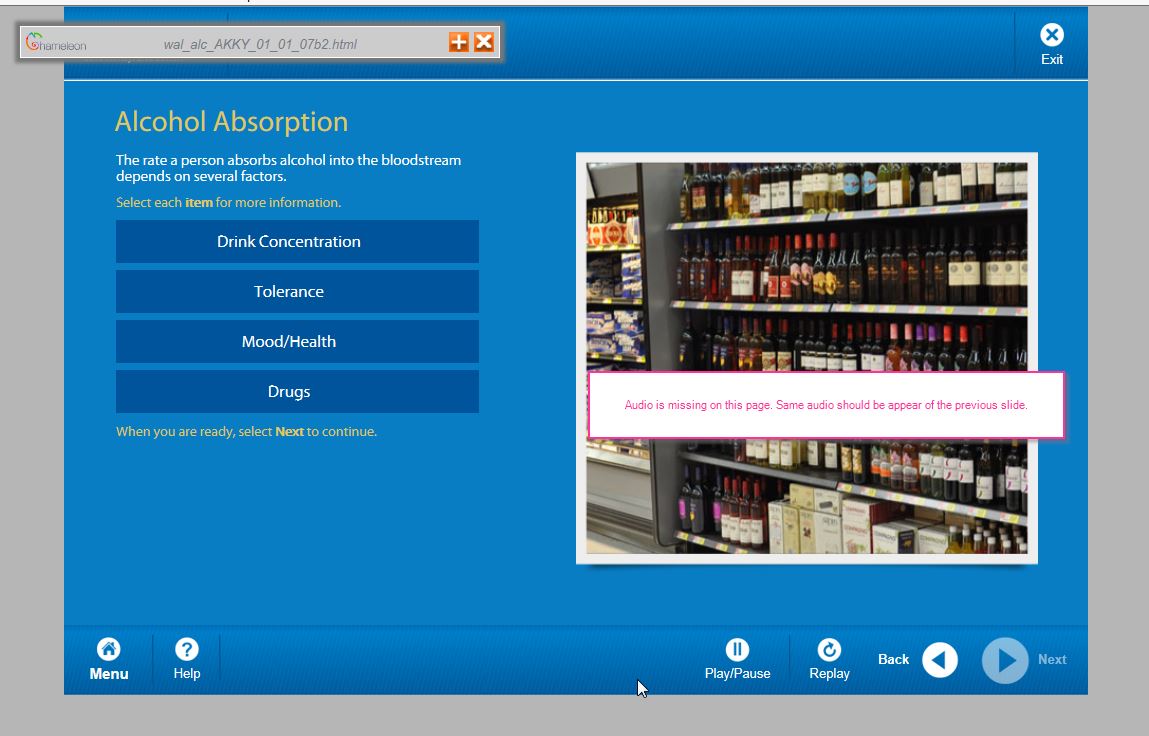 Chameleon
wal_alc_AKKY_01_01_07b2.html
Exit
Alcohol Absorption
The rate a person absorbs alcohol into the bloodstream
depends on several factors.
Select each item for more information.
Drink Concentration
Tolerance
Mood/Health
Drugs
When you are ready, select Next to continue.
Audio is missing on this page. Same audio should be appear of the previous slide.
Menu
Help
Play/Pause
Replay
Back
Next